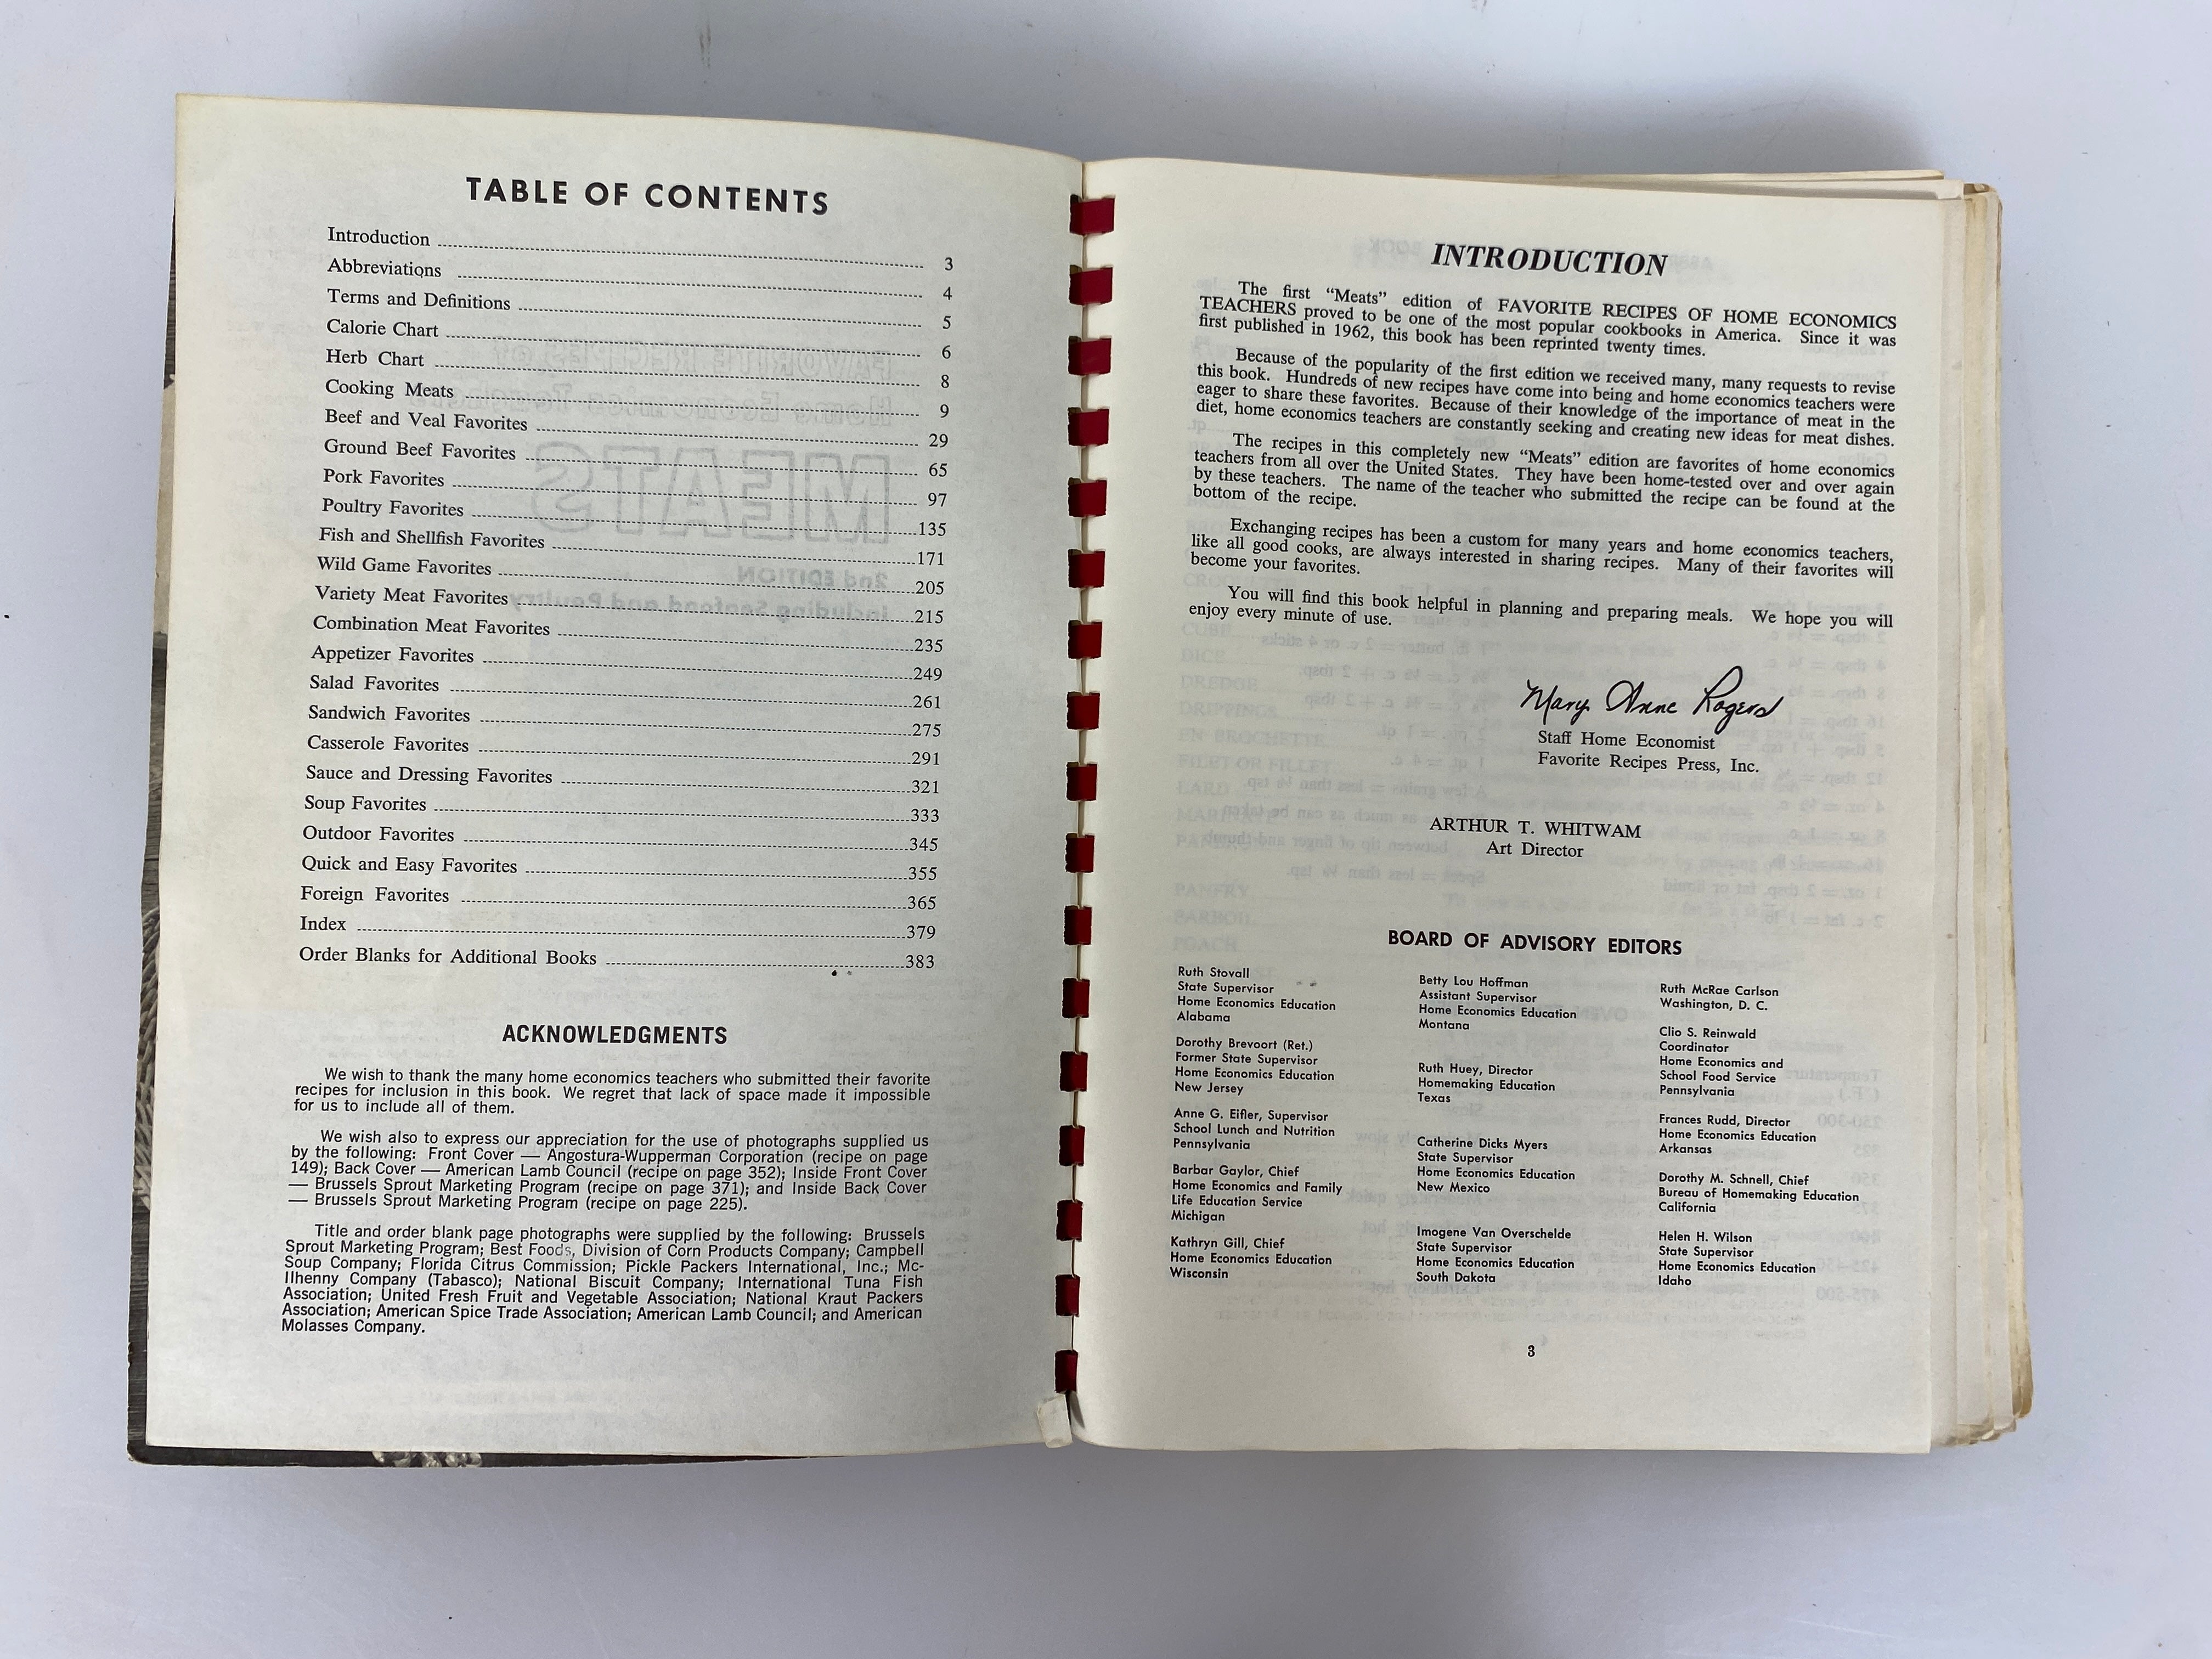 TABLE OF CONTENTS
Introduction 3
Abbreviations 4
Terms and Definitions 5
Calorie Chart 6
Herb Chart 8
Cooking Meats 9
Beef and Veal Favorites 29
Ground Beef Favorites 65
Pork Favorites 97
Poultry Favorites 135
Fish and Shellfish Favorites 171
Wild Game Favorites 205
Variety Meat Favorites 215
Combination Meat Favorites 235
Appetizer Favorites 249
Salad Favorites 261
Sandwich Favorites 275
Casserole Favorites 291
Sauce and Dressing Favorites 321
Soup Favorites 333
Outdoor Favorites 345
Quick and Easy Favorites 355
Foreign Favorites 365
Index 379
Order Blanks for Additional Books 383
ACKNOWLEDGMENTS
We wish to thank the many home economics teachers who submitted their favorite
recipes for inclusion in this book. We regret that lack of space made it impossible
for us to include all of them.
We wish also to express our appreciation for the use of photographs supplied us
by the following: Front Cover — Angostura-Wupperman Corporation (recipe on page
149); Back Cover — American Lamb Council (recipe on page 352); Inside Front Cover
— Brussels Sprout Marketing Program (recipe on page 371); and Inside Back Cover
— Brussels Sprout Marketing Program (recipe on page 225).
Title and order blank page photographs were supplied by the following: Brussels
Sprout Marketing Program; Best Foods, Division of Corn Products Company; Campbell
Soup Company; Florida Citrus Commission; Pickle Packers International, Inc.; Mc-
Ilhenny Company (Tabasco); National Biscuit Company; International Tuna Fish
Association; United Fresh Fruit and Vegetable Association; National Kraut Packers
Association; American Spice Trade Association; American Lamb Council; and American
Molasses Company.
INTRODUCTION
The first “Meats” edition of FAVORITE RECIPES OF HOME ECONOMICS
TEACHERS proved to be one of the most popular cookbooks in America. Since it was
first published in 1962, this book has been reprinted twenty times.
Because of the popularity of the first edition we received many, many requests to revise
this book. Hundreds of new recipes have come into being and home economics teachers were
eager to share these favorites. Because of their knowledge of the importance of meat in the
diet, home economics teachers are constantly seeking and creating new ideas for meat dishes.
The recipes in this completely new “Meats” edition are favorites of home economics
teachers from all over the United States. They have been home-tested over and over again
by these teachers. The name of the teacher who submitted the recipe can be found at the
bottom of the recipe.
Exchanging recipes has been a custom for many years and home economics teachers,
like all good cooks, are always interested in sharing recipes. Many of their favorites will
become your favorites.
You will find this book helpful in planning and preparing meals. We hope you will
enjoy every minute of use.
Mary Anne Rogers
Staff Home Economist
Favorite Recipes Press, Inc.
ARTHUR T. WHITWAM
Art Director
BOARD OF ADVISORY EDITORS
Ruth Stovall
State Supervisor
Home Economics Education
Alabama
Dorothy Brevoort (Ret.)
Former State Supervisor
Home Economics Education
New Jersey
Anne G. Eifler, Supervisor
School Lunch and Nutrition
Pennsylvania
Barbar Gaylor, Chief
Home Economics and Family
Life Education Service
Michigan
Kathryn Gill, Chief
Home Economics Education
Wisconsin
Betty Lou Hoffman
Assistant Supervisor
Home Economics Education
Montana
Ruth Huey, Director
Homemaking Education
Texas
Catherine Dicks Myers
State Supervisor
Home Economics Education
New Mexico
Imogene Van Overschelde
State Supervisor
Home Economics Education
South Dakota
Ruth McRae Carlson
Washington, D. C.
Clio S. Reinwald
Coordinator
Home Economics and
School Food Service
Pennsylvania
Frances Rudd, Director
Home Economics Education
Arkansas
Dorothy M. Schnell, Chief
Bureau of Homemaking Education
California
Helen H. Wilson
State Supervisor
Home Economics Education
Idaho
3